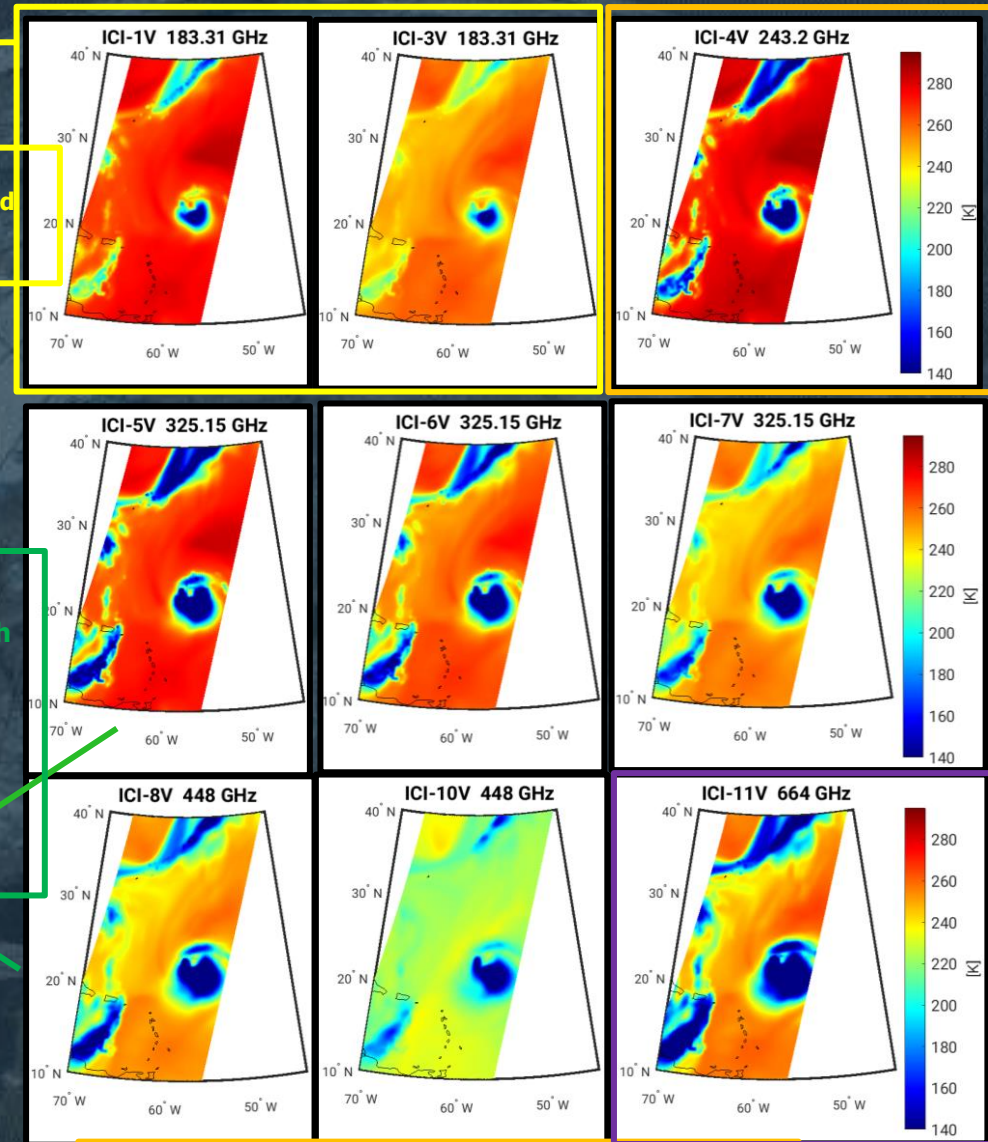 ICI-1V 183.31 GHz
40° N
30° N
20° N
10° N
70° W
60° W
50° W
ICI-3V 183.31 GHz
40° N
30° N
20° N
10° N
70° W
60° W
50° W
ICI-4V 243.2 GHz
40° N
30° N
20° N
10° N
70° W
60° W
50° W
280
260
240
220
200
180
160
140
[K]
d
ICI-5V 325.15 GHz
40° N
30° N
20° N
10° N
70° W
60° W
50° W
ICI-6V 325.15 GHz
40° N
30° N
20° N
10° N
70° W
60° W
50° W
ICI-7V 325.15 GHz
40° N
30° N
20° N
10° N
70° W
60° W
50° W
280
260
240
220
200
180
160
140
[K]
ICI-8V 448 GHz
40° N
30° N
20° N
10° N
70° W
60° W
50° W
ICI-10V 448 GHz
40° N
30° N
20° N
10° N
70° W
60° W
50° W
ICI-11V 664 GHz
40° N
30° N
20° N
10° N
70° W
60° W
50° W
280
260
240
220
200
180
160
140
[K]